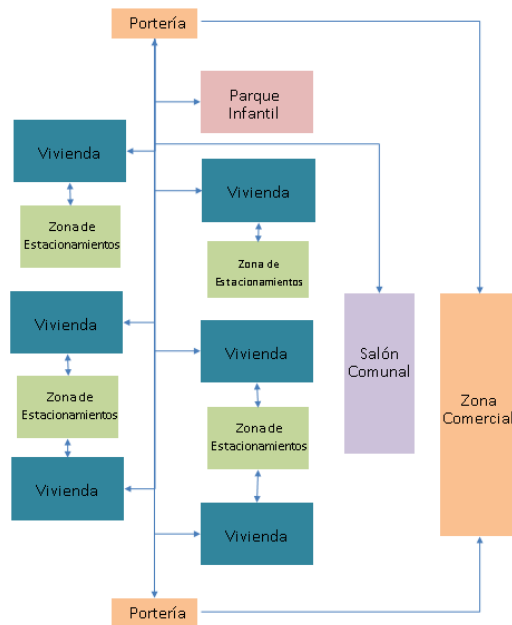 Portería
Parque
Infantil
Vivienda
Vivienda
Zona de
Estacionamientos
Zona de
Estacionamientos
Vivienda
Vivienda
Salón
Comunal
Zona
Comercial
Zona de
Estacionamientos
Zona de
Estacionamientos
Vivienda
Vivienda
Portería